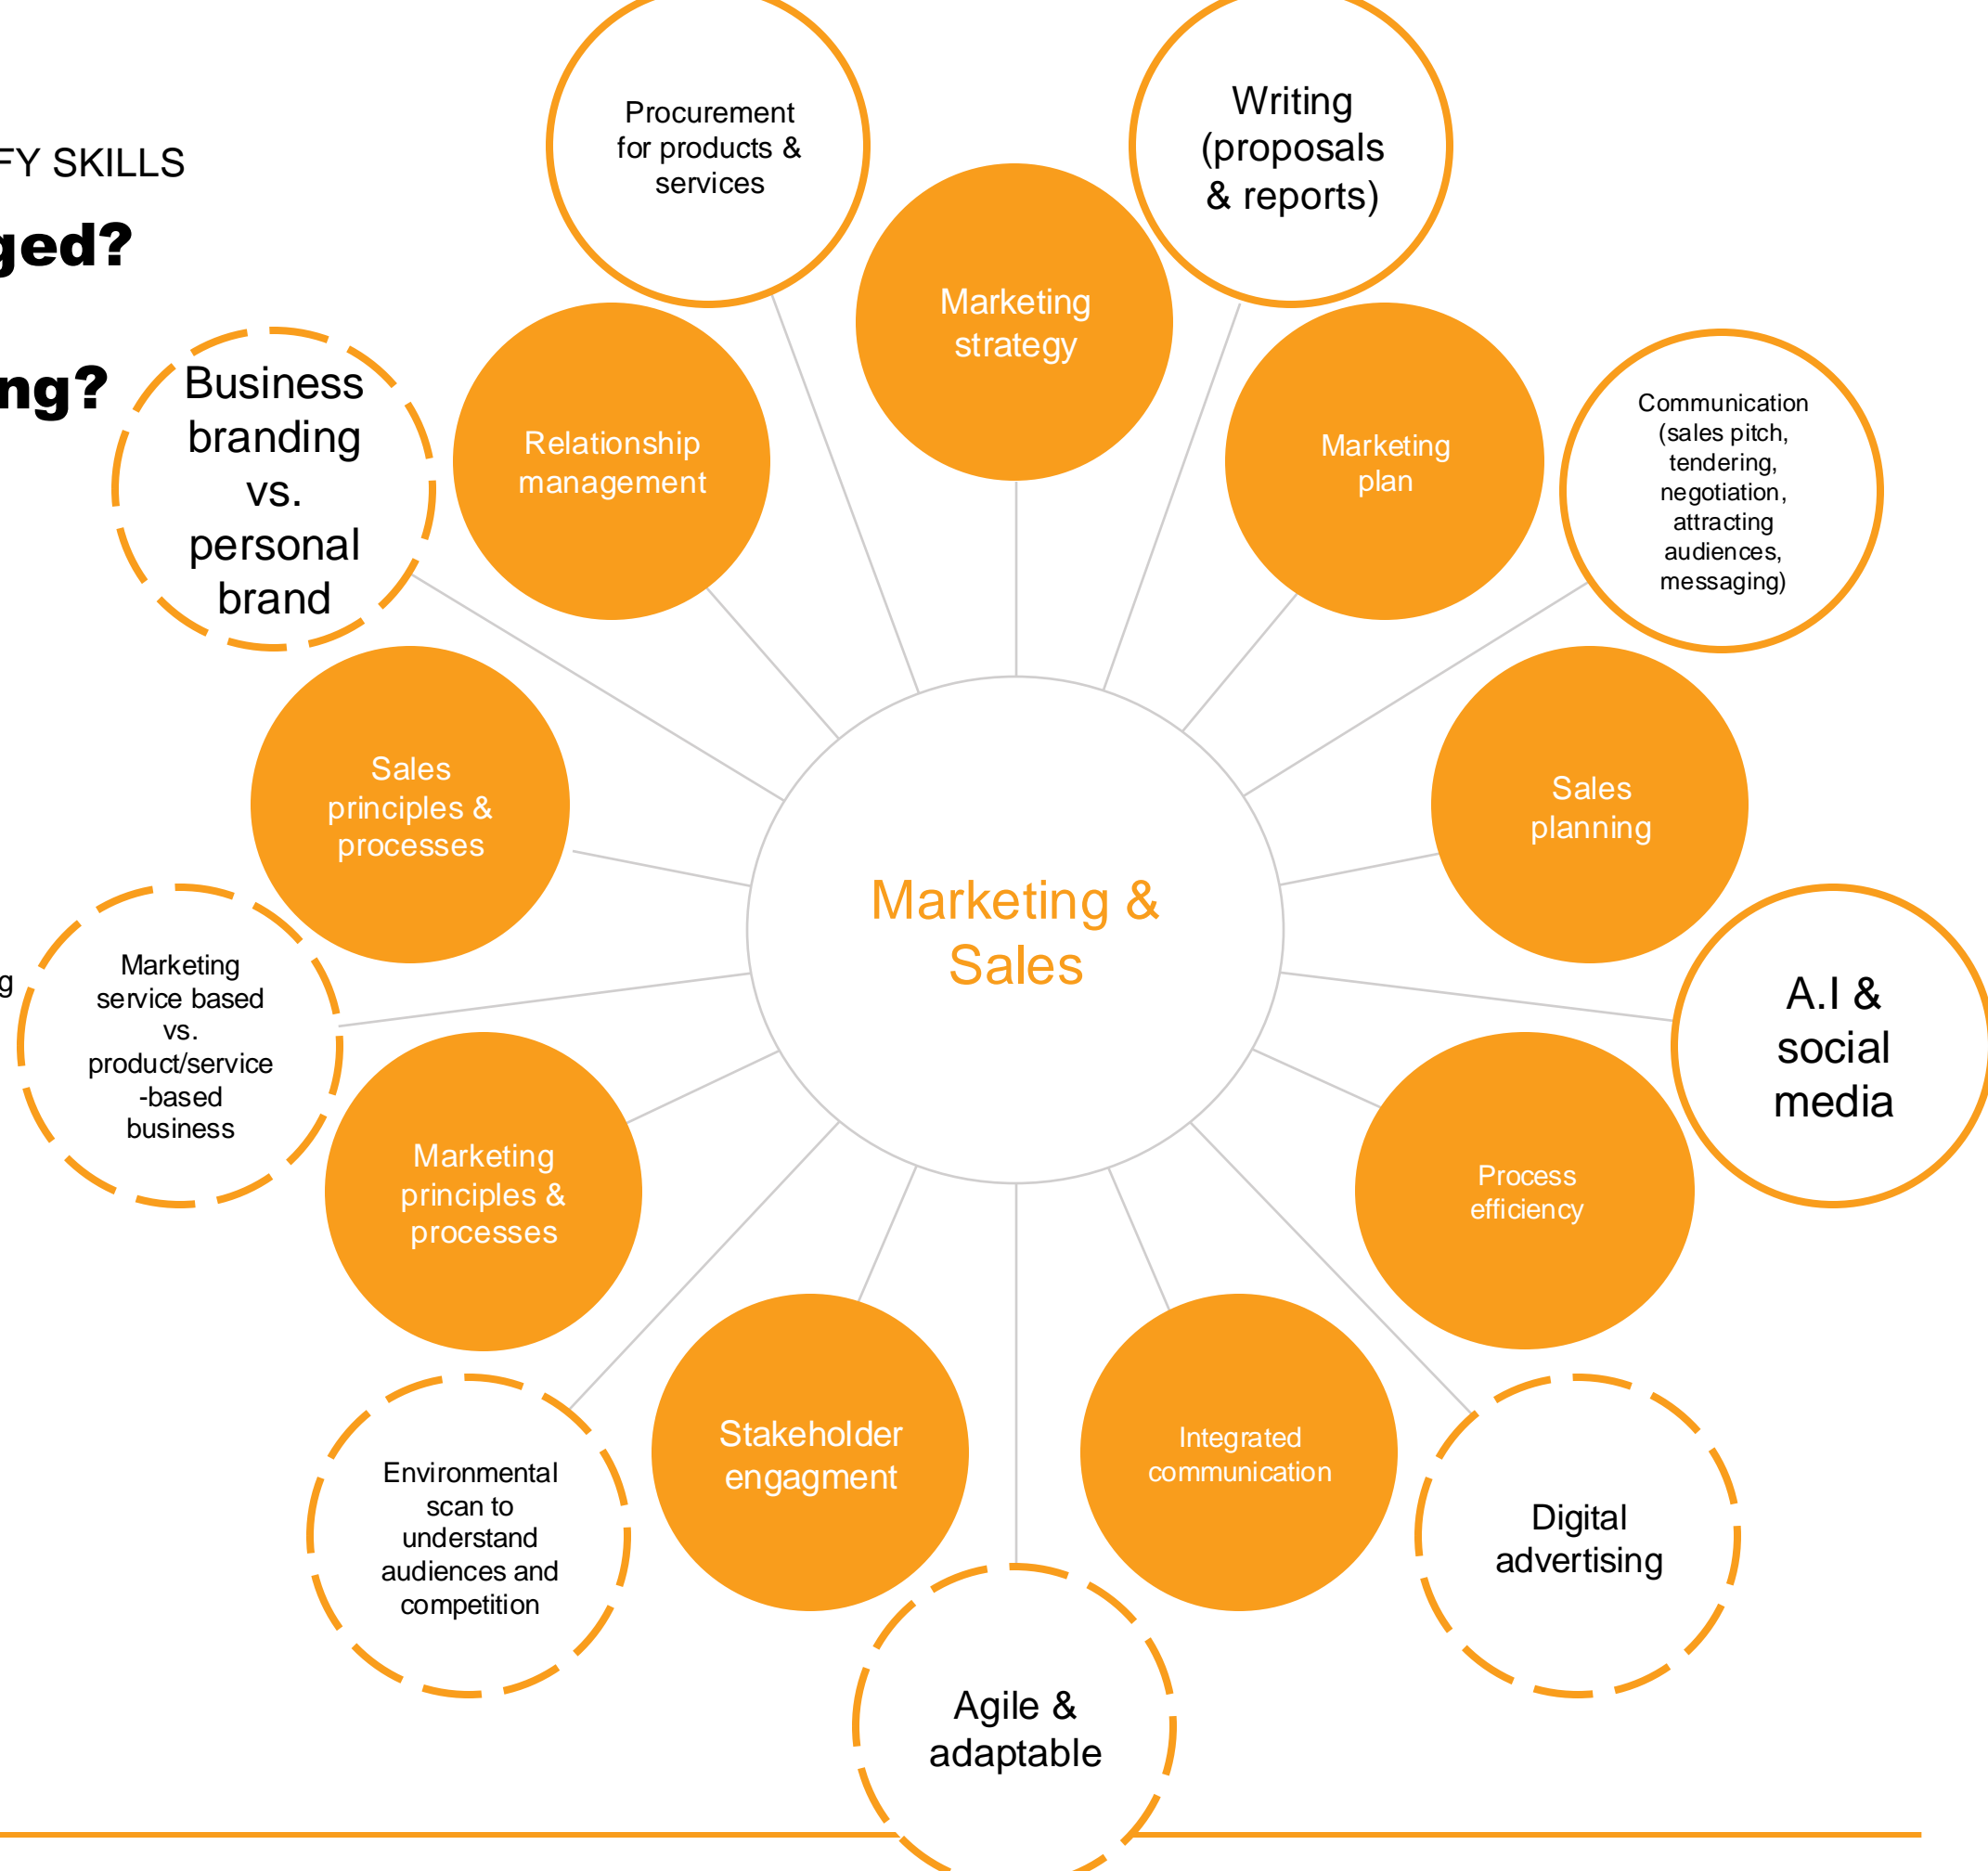 FY SKILLS
ged?
ng?
g
Procurement
for products &
services
Writing
(proposals
& reports)
Marketing
strategy
Relationship
management
Marketing
plan
Business
branding
vs.
personal
brand
Communication
(sales pitch,
tendering,
negotiation,
attracting
audiences,
messaging)
Sales
principles &
processes
Sales
planning
Marketing &
Sales
Marketing
service based
vs.
product/service
-based
business
A.I &
social
media
Marketing
principles &
processes
Process
efficiency
Stakeholder
engagment
Integrated
communication
Environmental
scan to
understand
audiences and
competition
Digital
advertising
Agile &
adaptable